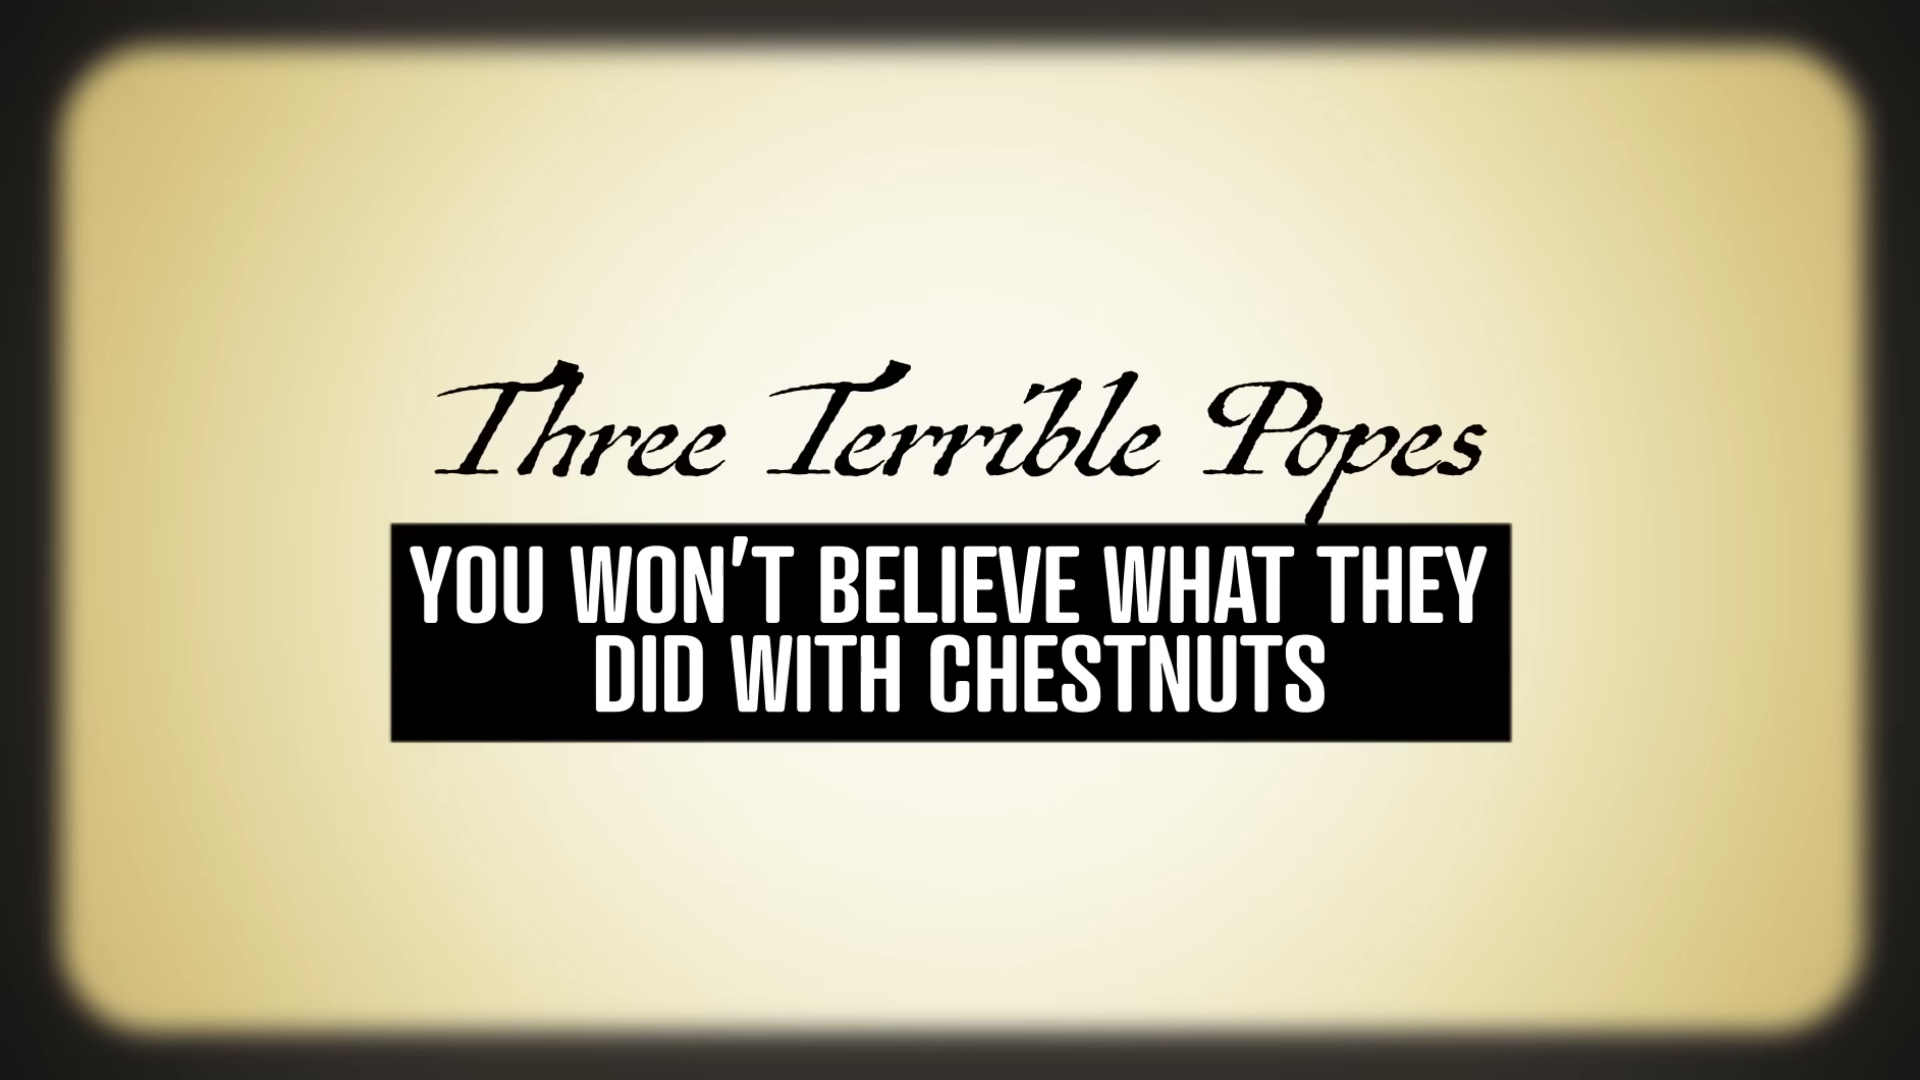 Three Terrible Popes
YOU WON'T BELIEVE WHAT THEY
DID WITH CHESTNUTS